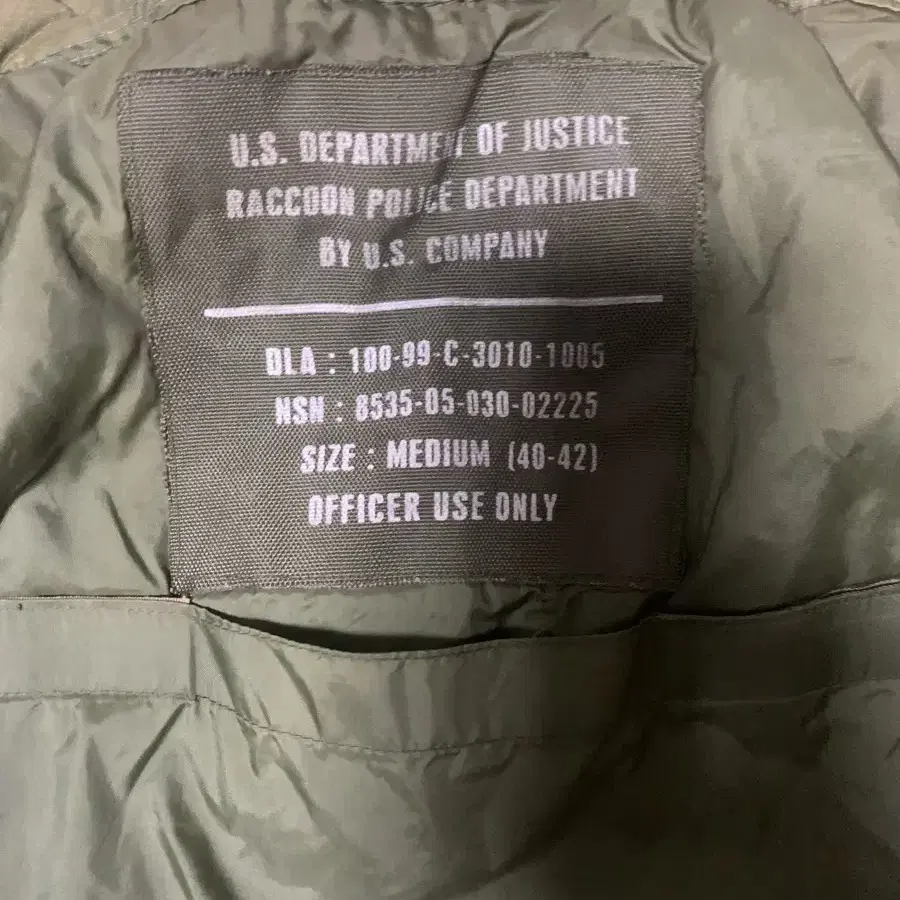 U.S. DEPARTMENT OF JUSTICE
RACCOON POLICE DEPARTMENT
BY U.S. COMPANY
DLA : 100-99-C-3010-1005
NSN : 8535-05-030-02225
SIZE : MEDIUM (40-42)
OFFICER USE ONLY